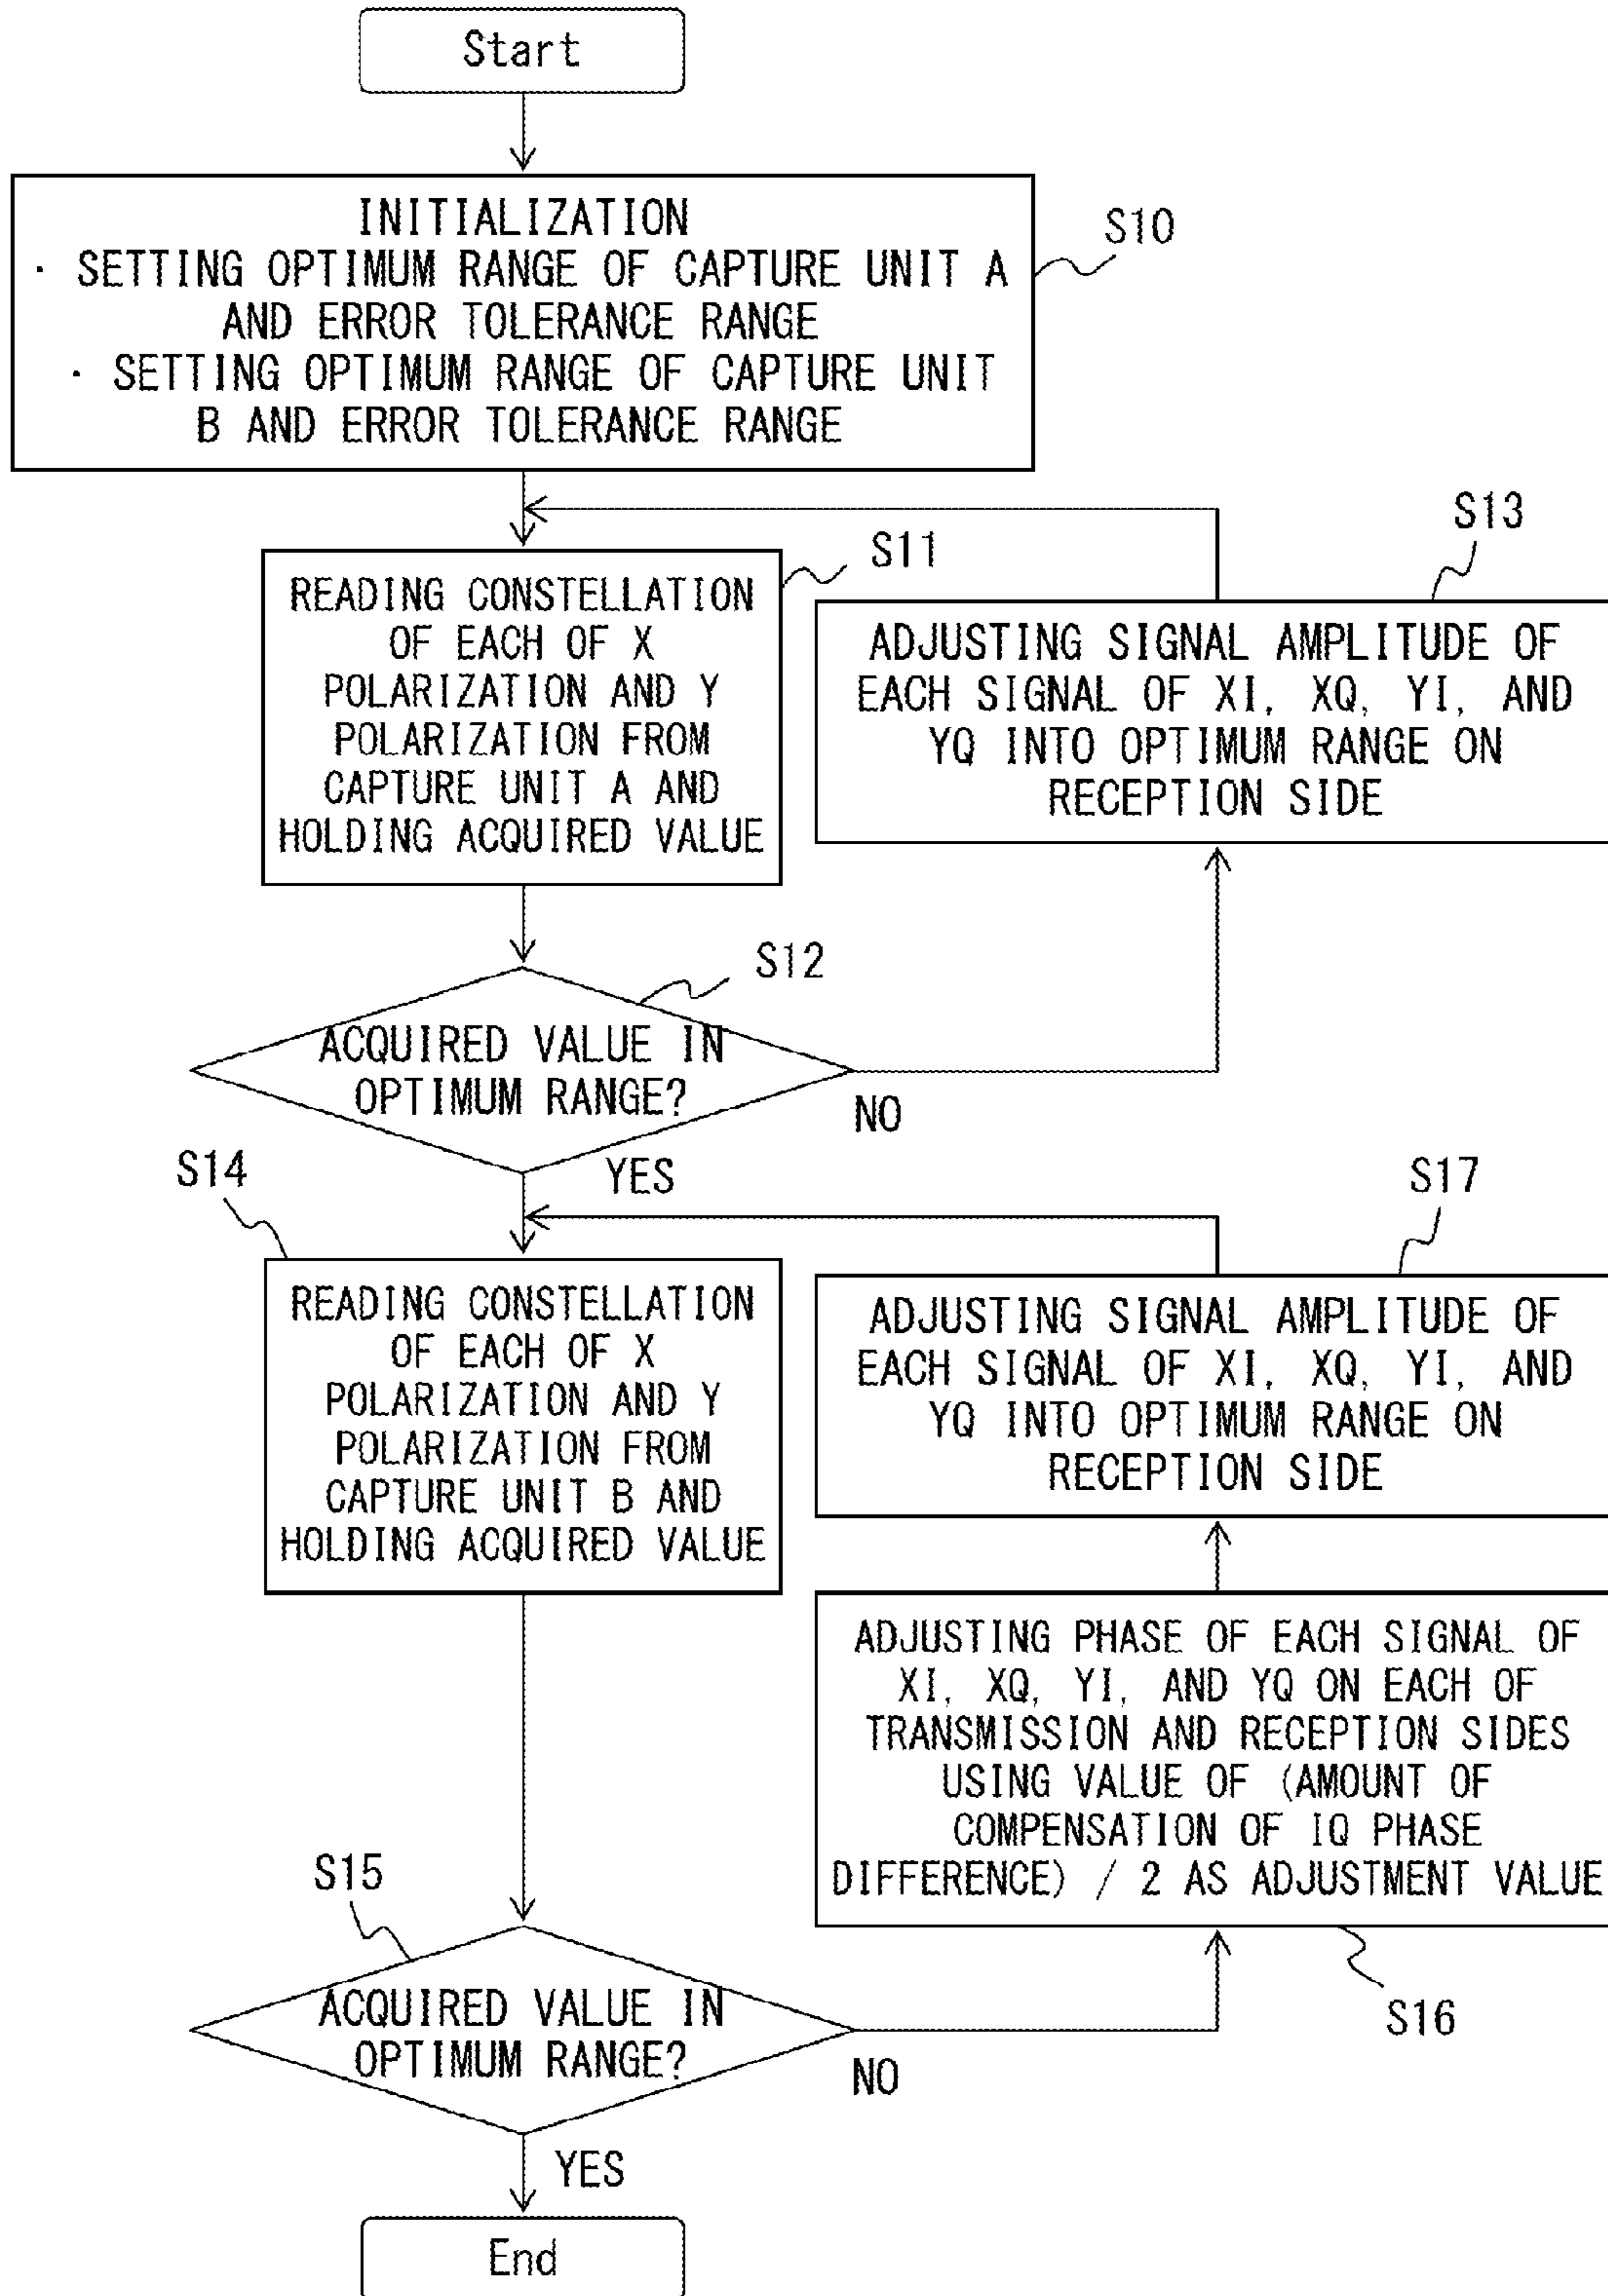 Start
INITIALIZATION
· SETTING OPTIMUM RANGE OF CAPTURE UNIT A
AND ERROR TOLERANCE RANGE
· SETTING OPTIMUM RANGE OF CAPTURE UNIT
B AND ERROR TOLERANCE RANGE
S10
READING CONSTELLATION
OF EACH OF X
POLARIZATION AND Y
POLARIZATION FROM
CAPTURE UNIT A AND
HOLDING ACQUIRED VALUE
S11
S13
ADJUSTING SIGNAL AMPLITUDE OF
EACH SIGNAL OF XI, XQ, YI, AND
YQ INTO OPTIMUM RANGE ON
RECEPTION SIDE
S12
ACQUIRED VALUE IN
OPTIMUM RANGE?
NO
YES
S14
READING CONSTELLATION
OF EACH OF X
POLARIZATION AND Y
POLARIZATION FROM
CAPTURE UNIT B AND
HOLDING ACQUIRED VALUE
S17
ADJUSTING SIGNAL AMPLITUDE OF
EACH SIGNAL OF XI, XQ, YI, AND
YQ INTO OPTIMUM RANGE ON
RECEPTION SIDE
ADJUSTING PHASE OF EACH SIGNAL OF
XI, XQ, YI, AND YQ ON EACH OF
TRANSMISSION AND RECEPTION SIDES
USING VALUE OF (AMOUNT OF
COMPENSATION OF IQ PHASE
DIFFERENCE) / 2 AS ADJUSTMENT VALUE
S16
S15
ACQUIRED VALUE IN
OPTIMUM RANGE?
NO
YES
End